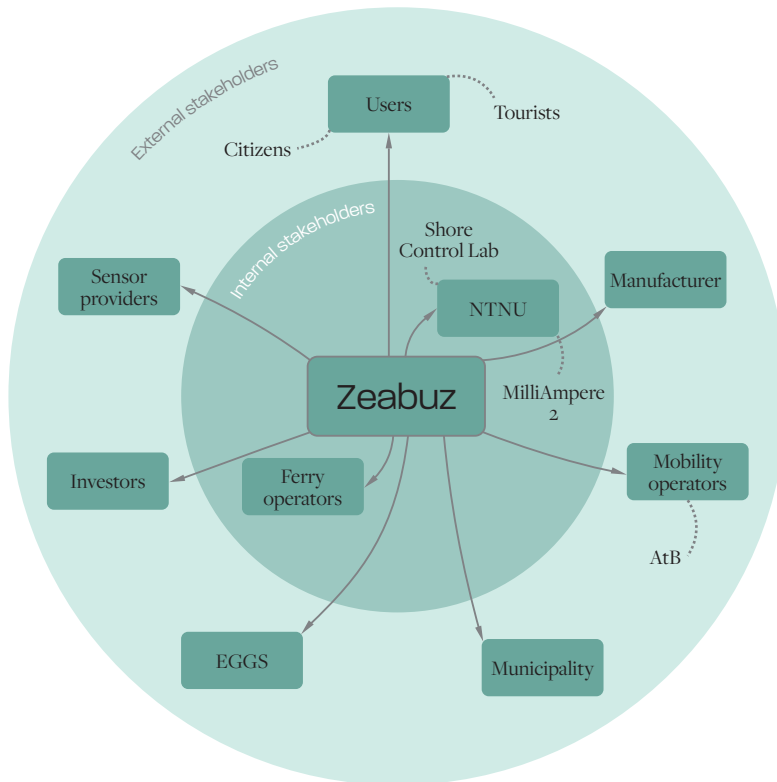 External stakeholders
Users
Tourists
Citizens
Internal stakeholders
Shore
Control Lab
Sensor
providers
NTNU
Manufacturer
Zeabuz
MilliAmpere
2
Investors
Ferry
operators
Mobility
operators
AtB
EGGS
Municipality